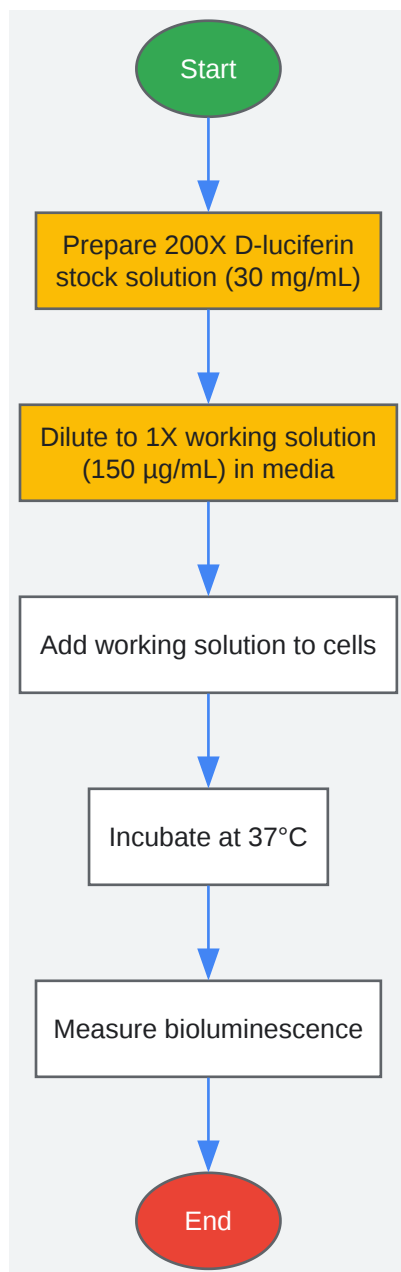 Start
Prepare 200X D-luciferin
stock solution (30 mg/mL)
Dilute to 1X working solution
(150 µg/mL) in media
Add working solution to cells
Incubate at 37°C
Measure bioluminescence
End